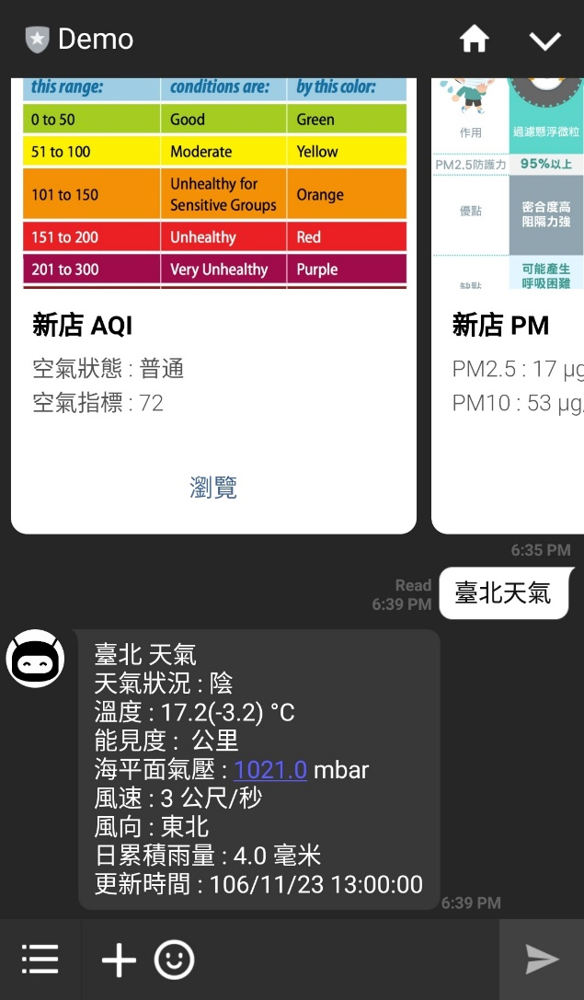 Demo
this range: conditions are: by this color:
0 to 50 Good Green
51 to 100 Moderate Yellow
101 to 150 Unhealthy for Sensitive Groups Orange
151 to 200 Unhealthy Red
201 to 300 Very Unhealthy Purple
新店 AQI
空氣狀態 : 普通
空氣指標 : 72
瀏覽
作用 過濾懸浮微粒
PM2.5防護力 95%以上
優點 密合度高
阻隔力強
缺點 可能產生
呼吸困難
新店 PM
PM2.5 : 17 μg
PM10 : 53 μg/
6:35 PM
臺北天氣
Read
6:39 PM
臺北 天氣
天氣狀況 : 陰
溫度 : 17.2(-3.2) °C
能見度 : 公里
海平面氣壓 : 1021.0 mbar
風速 : 3 公尺/秒
風向 : 東北
日累積雨量 : 4.0 毫米
更新時間 : 106/11/23 13:00:00
6:39 PM